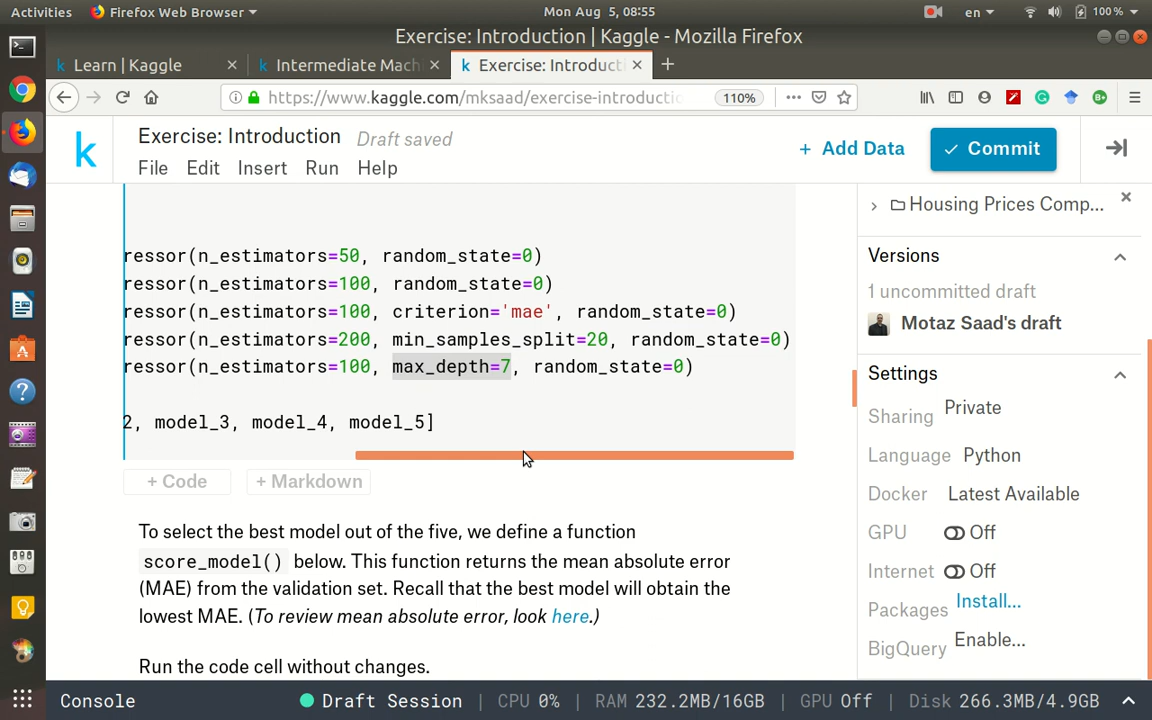 Activities Firefox Web Browser Mon Aug 5, 08:55 en 100%
Exercise: Introduction | Kaggle - Mozilla Firefox
k Learn | Kaggle × k Intermediate Mach × k Exercise: Introducti × +
https://www.kaggle.com/mksaad/exercise-introductio 110%
k Exercise: Introduction Draft saved
+ Add Data Commit
File Edit Insert Run Help
ressor(n_estimators=50, random_state=0)
ressor(n_estimators=100, random_state=0)
ressor(n_estimators=100, criterion='mae', random_state=0)
ressor(n_estimators=200, min_samples_split=20, random_state=0)
ressor(n_estimators=100, max_depth=7, random_state=0)
2, model_3, model_4, model_5]
+ Code + Markdown
To select the best model out of the five, we define a function
score_model() below. This function returns the mean absolute error
(MAE) from the validation set. Recall that the best model will obtain the
lowest MAE. (To review mean absolute error, look here.)
Run the code cell without changes.
Housing Prices Comp... ×
Versions
1 uncommitted draft
Motaz Saad's draft
Settings
Sharing Private
Language Python
Docker Latest Available
GPU Off
Internet Off
Packages Install...
BigQuery Enable...
Console Draft Session | CPU 0% | RAM 232.2MB/16GB | GPU Off | Disk 266.3MB/4.9GB